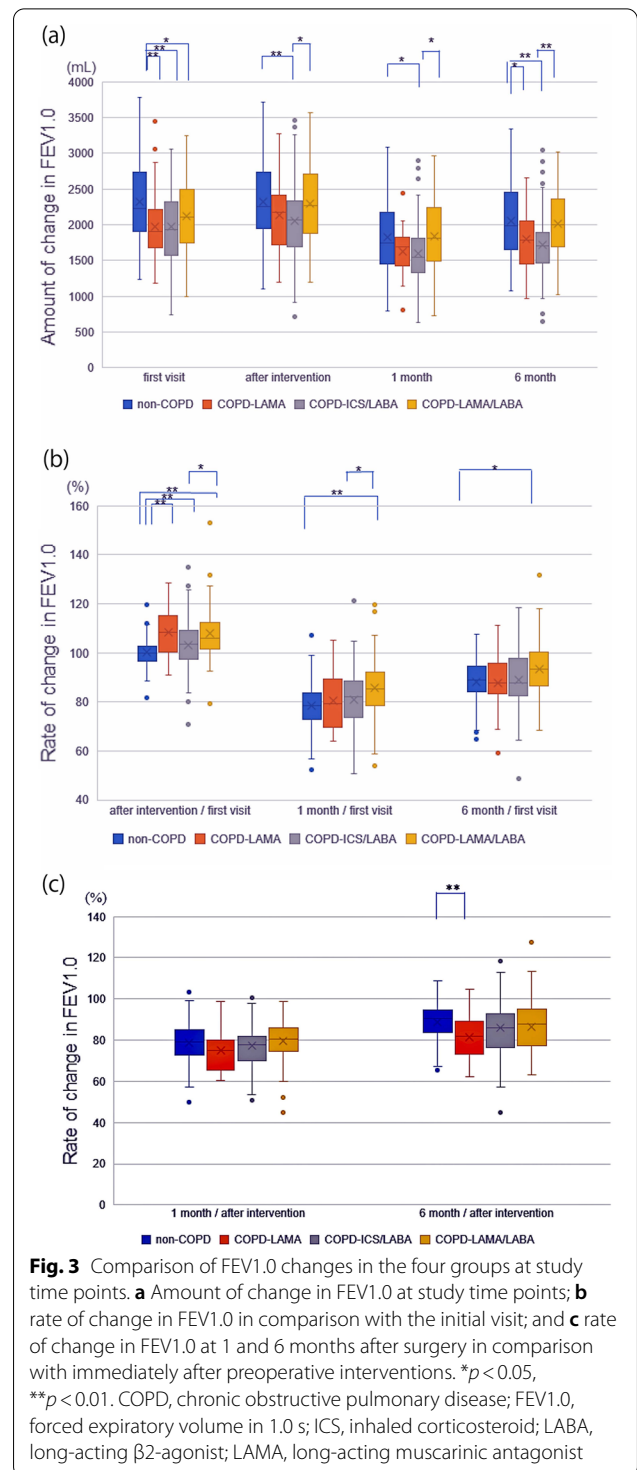 (a)
(mL)
* ** ** ** * * * ** * **
4000
3500
3000
2500
2000
1500
1000
500
0
Amount of change in FEV1.0
first visit after intervention 1 month 6 month
non-COPD COPD-LAMA COPD-ICS/LABA COPD-LAMA/LABA
(b)
(%)
* ** ** ** * ** *
160
140
120
100
80
60
40
Rate of change in FEV1.0
after intervention / first visit 1 month / first visit 6 month / first visit
non-COPD COPD-LAMA COPD-ICS/LABA COPD-LAMA/LABA
(c)
(%)
**
140
120
100
80
60
40
20
0
Rate of change in FEV1.0
1 month / after intervention 6 month / after intervention
non-COPD COPD-LAMA COPD-ICS/LABA COPD-LAMA/LABA
Fig. 3 Comparison of FEV1.0 changes in the four groups at study
time points. a Amount of change in FEV1.0 at study time points; b
rate of change in FEV1.0 in comparison with the initial visit; and c rate
of change in FEV1.0 at 1 and 6 months after surgery in comparison
with immediately after preoperative interventions. *p < 0.05,
**p < 0.01. COPD, chronic obstructive pulmonary disease; FEV1.0,
forced expiratory volume in 1.0 s; ICS, inhaled corticosteroid; LABA,
long-acting β2-agonist; LAMA, long-acting muscarinic antagonist